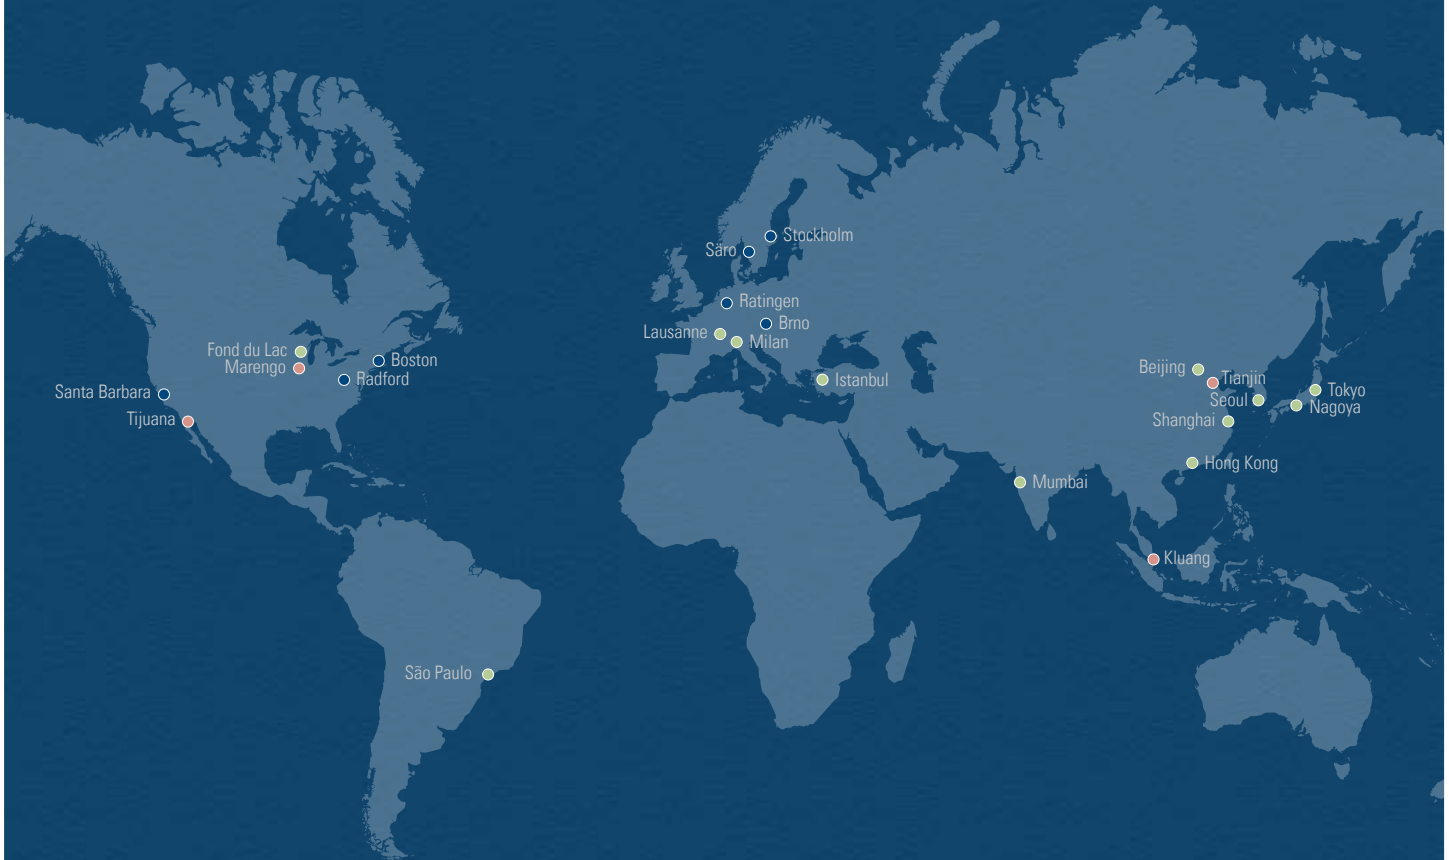 Stockholm
Säro
Ratingen
Brno
Lausanne
Milan
Fond du Lac
Marengo
Boston
Radford
Santa Barbara
Tijuana
Istanbul
Beijing
Tianjin
Seoul
Tokyo
Nagoya
Shanghai
Hong Kong
Mumbai
Kluang
São Paulo